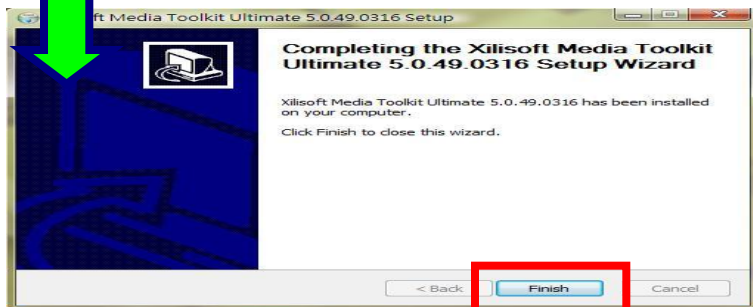 ft Media Toolkit Ultimate 5.0.49.0316 Setup
Completing the Xilisoft Media Toolkit
Ultimate 5.0.49.0316 Setup Wizard
Xilisoft Media Toolkit Ultimate 5.0.49.0316 has been installed
on your computer.
Click Finish to close this wizard.
< Back Finish Cancel